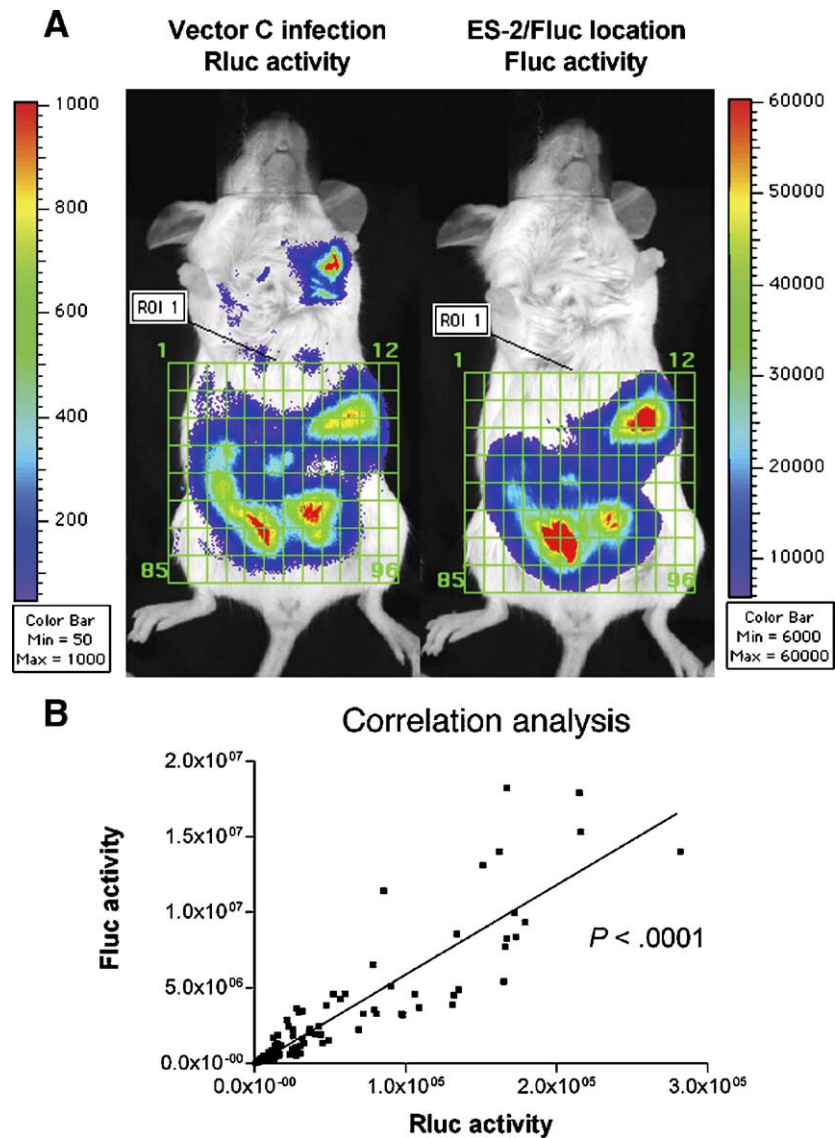 A
Vector C infection
Rluc activity
ES-2/Fluc location
Fluc activity
1000
800
600
400
200
Color Bar
Min = 50
Max = 1000
ROI 1
1
12
85
96
ROI 1
1
12
85
96
60000
50000
40000
30000
20000
10000
Color Bar
Min = 6000
Max = 60000
B
Correlation analysis
Fluc activity
2.0x10^07
1.5x10^07
1.0x10^07
5.0x10^06
0.0x10^-00
P < .0001
0.0x10^-00
1.0x10^05
2.0x10^05
3.0x10^05
Rluc activity